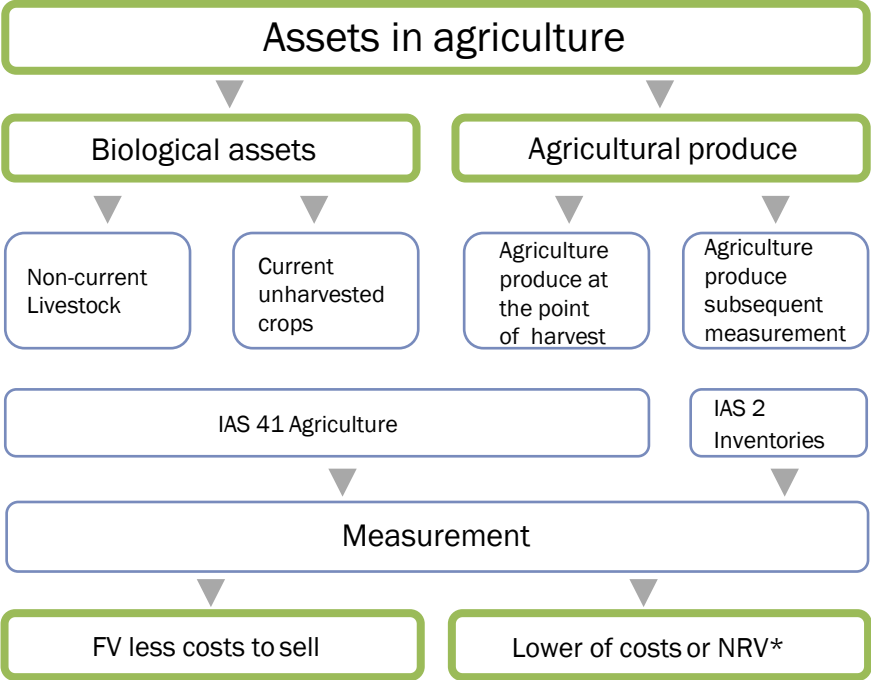 Assets in agriculture
Biological assets
Agricultural produce
Non-current
Livestock
Current
unharvested
crops
Agriculture
produce at
the point
of harvest
Agriculture
produce
subsequent
measurement
IAS 41 Agriculture
IAS 2
Inventories
Measurement
FV less costs to sell
Lower of costs or NRV*